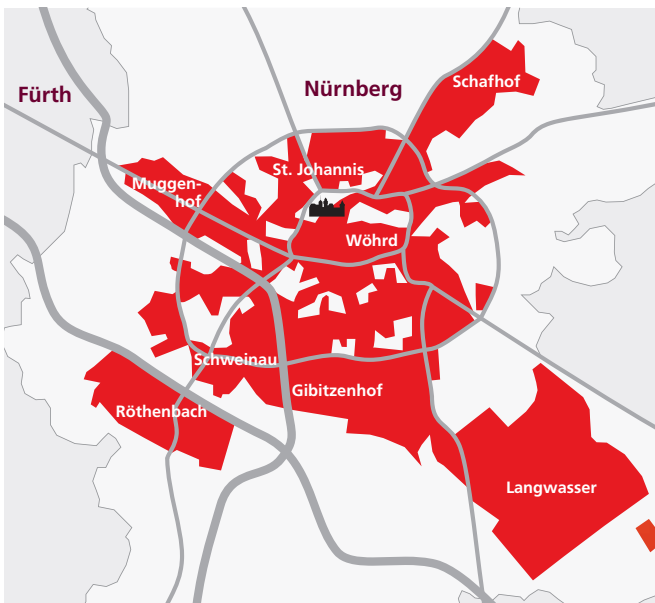 Schafhof
Fürth
Nürnberg
St. Johannis
Muggen-
hof
Wöhrd
Schweinau
Gibitzenhof
Röthenbach
Langwasser